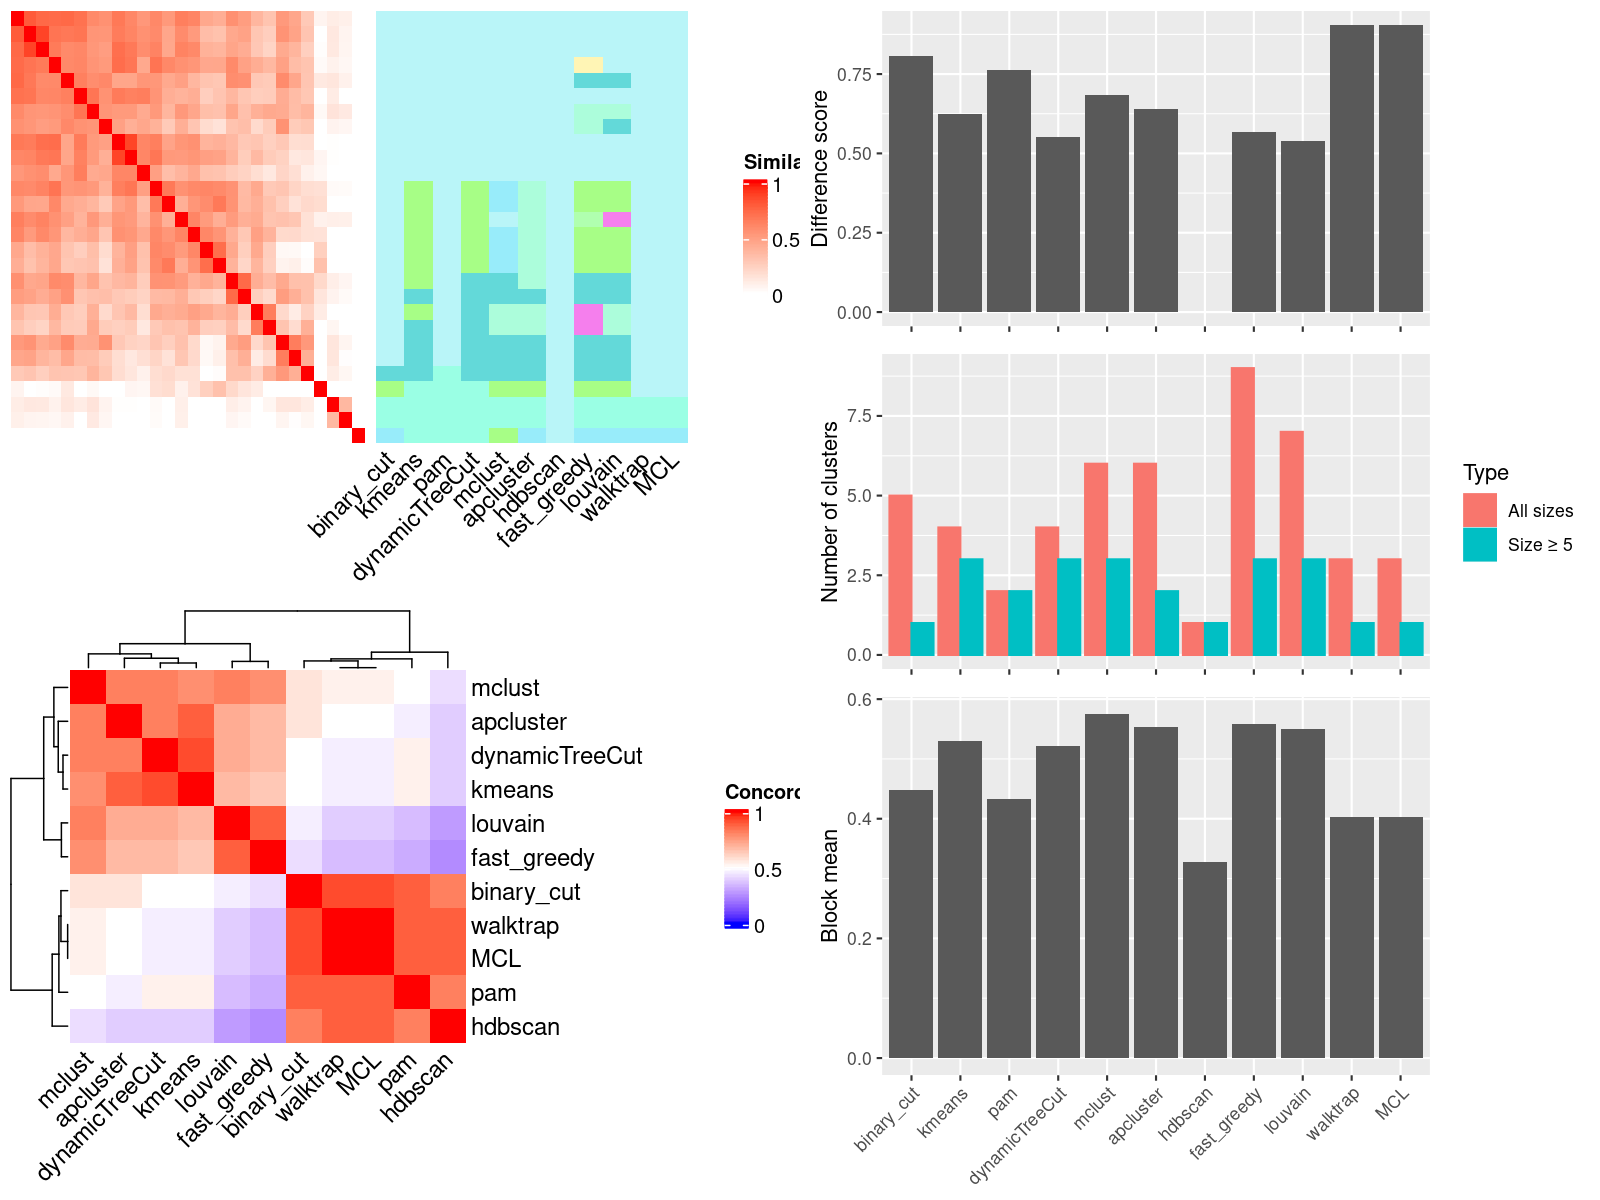 Simila
1
0.5
0
binary_cut
kmeans
pam
dynamicTreeCut
mclust
apcluster
hdbscan
fast_greedy
louvain
walktrap
MCL
mclust
apcluster
dynamicTreeCut
kmeans
louvain
fast_greedy
binary_cut
walktrap
MCL
pam
hdbscan
Concord
1
0.5
0
mclust
apcluster
dynamicTreeCut
kmeans
louvain
fast_greedy
binary_cut
walktrap
MCL
pam
hdbscan
Difference score
0.75
0.50
0.25
0.00
Number of clusters
7.5
5.0
2.5
0.0
Type
All sizes
Size ≥ 5
Block mean
0.6
0.4
0.2
0.0
binary_cut
kmeans
pam
dynamicTreeCut
mclust
apcluster
hdbscan
fast_greedy
louvain
walktrap
MCL